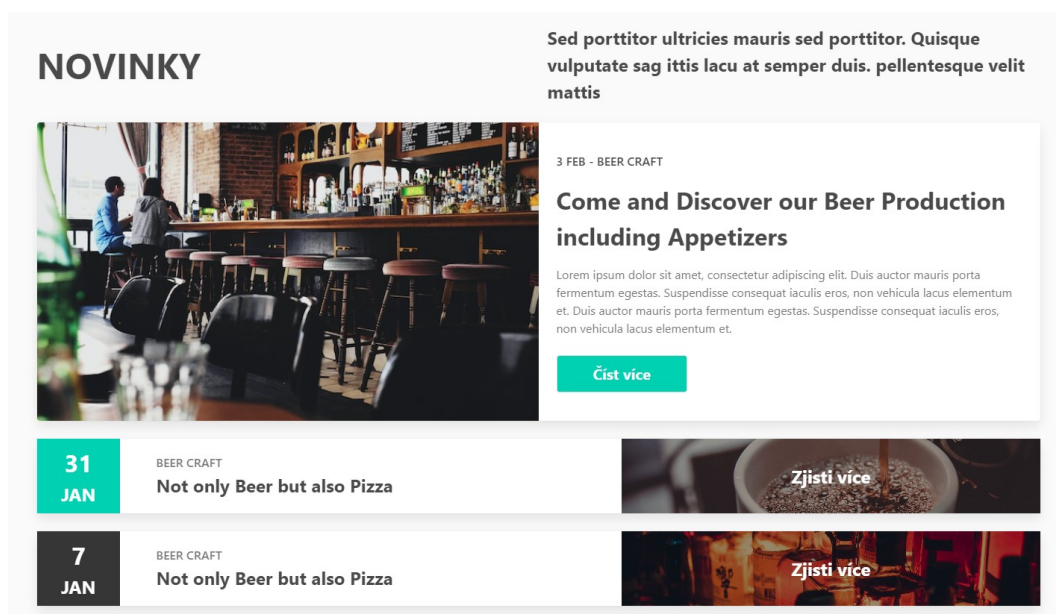 NOVINKY
Sed porttitor ultricies mauris sed porttitor. Quisque
vulputate sag ittis lacu at semper duis. pellentesque velit
mattis
3 FEB - BEER CRAFT
Come and Discover our Beer Production
including Appetizers
Lorem ipsum dolor sit amet, consectetur adipiscing elit. Duis auctor mauris porta
fermentum egestas. Suspendisse consequat iaculis eros, non vehicula lacus elementum
et. Duis auctor mauris porta fermentum egestas. Suspendisse consequat iaculis eros,
non vehicula lacus elementum et.
Číst více
31
JAN
BEER CRAFT
Not only Beer but also Pizza
Zjisti více
7
JAN
BEER CRAFT
Not only Beer but also Pizza
Zjisti více